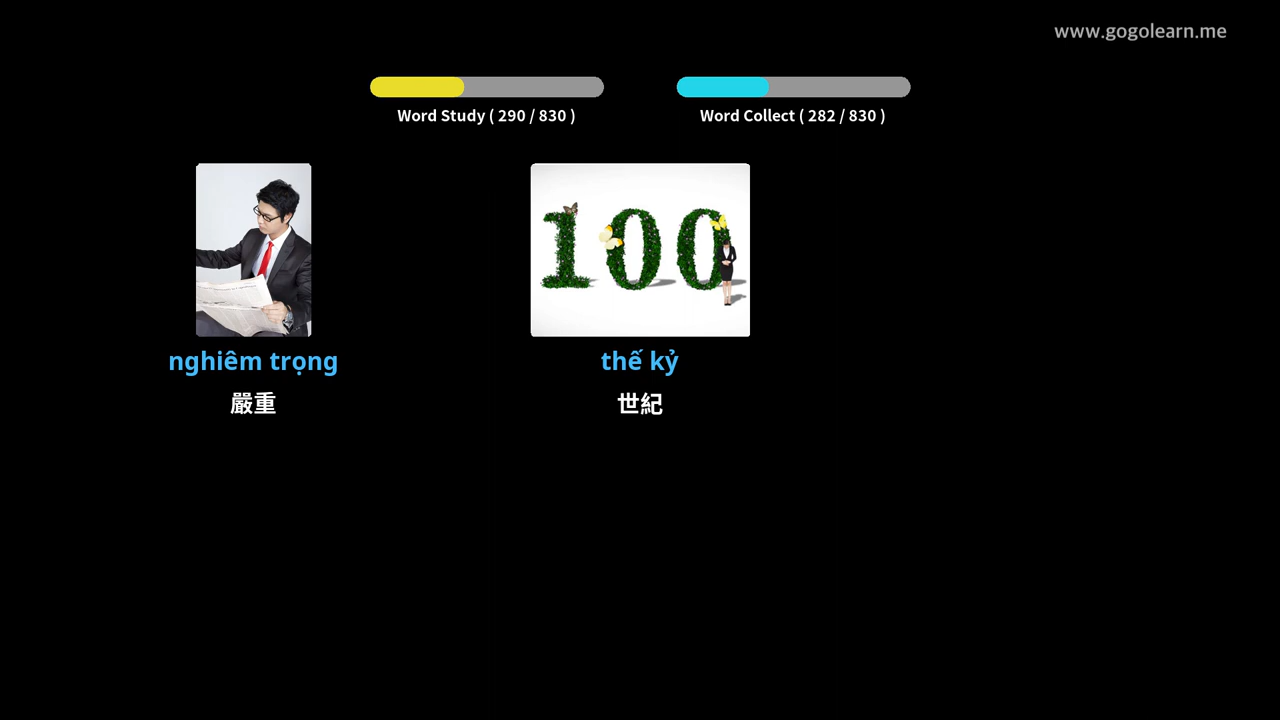 www.gogolearn.me
Word Study ( 290 / 830 )
Word Collect ( 282 / 830 )
100
nghiêm trọng
嚴重
thế kỷ
世紀